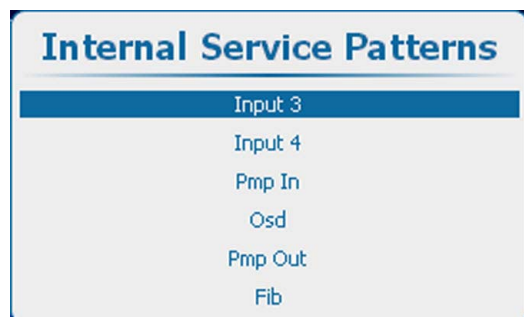 Internal Service Patterns
Input 3
Input 4
Pmp In
Osd
Pmp Out
Fib